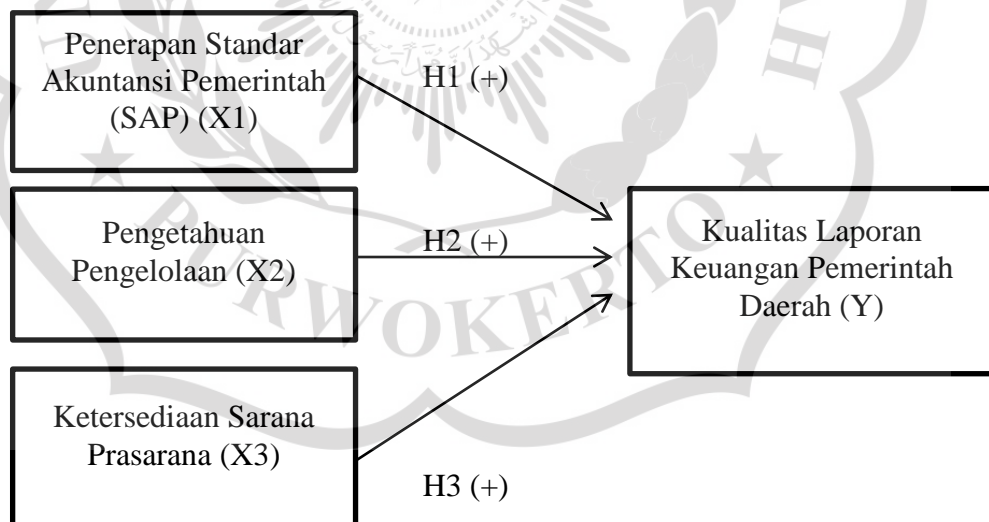 Penerapan Standar
Akuntansi Pemerintah
(SAP) (X1)
H1 (+)
Pengetahuan
Pengelolaan (X2)
H2 (+)
Kualitas Laporan
Keuangan Pemerintah
Daerah (Y)
Ketersediaan Sarana
Prasarana (X3)
H3 (+)
PURWOKERTO